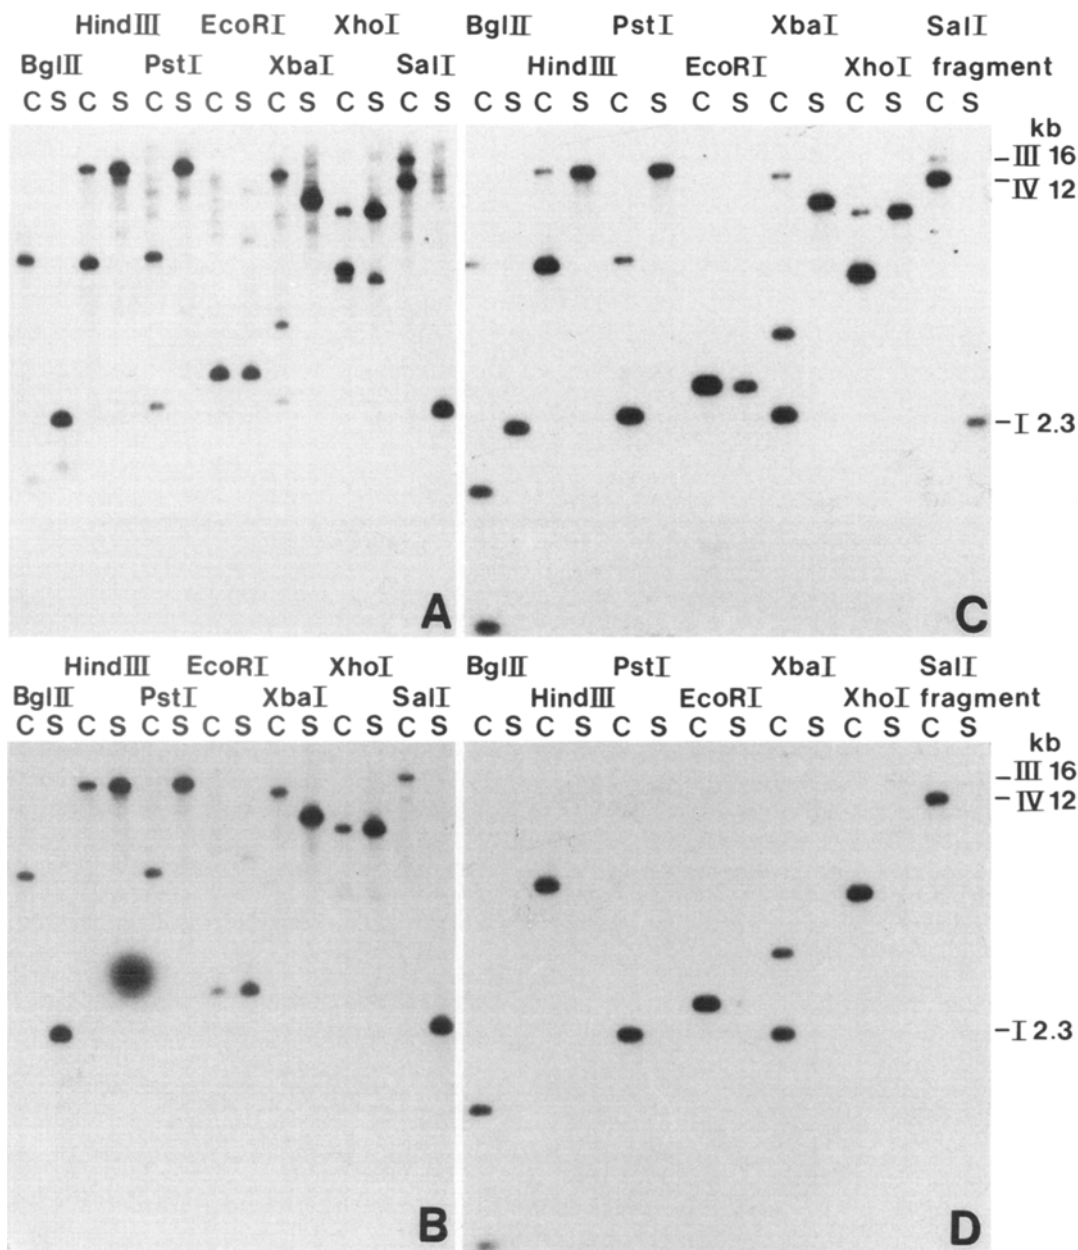 HindIII EcoRI XhoI
BglII PstI XbaI SalI
C S C S C S C S C S C S C S
BglII PstI XbaI SalI
HindIII EcoRI XhoI fragment
C S C S C S C S C S C S C S
kb
III 16
IV 12
I 2.3
A
C
HindIII EcoRI XhoI
BglII PstI XbaI SalI
C S C S C S C S C S C S C S
BglII PstI XbaI SalI
HindIII EcoRI XhoI fragment
C S C S C S C S C S C S C S
kb
III 16
IV 12
I 2.3
B
D